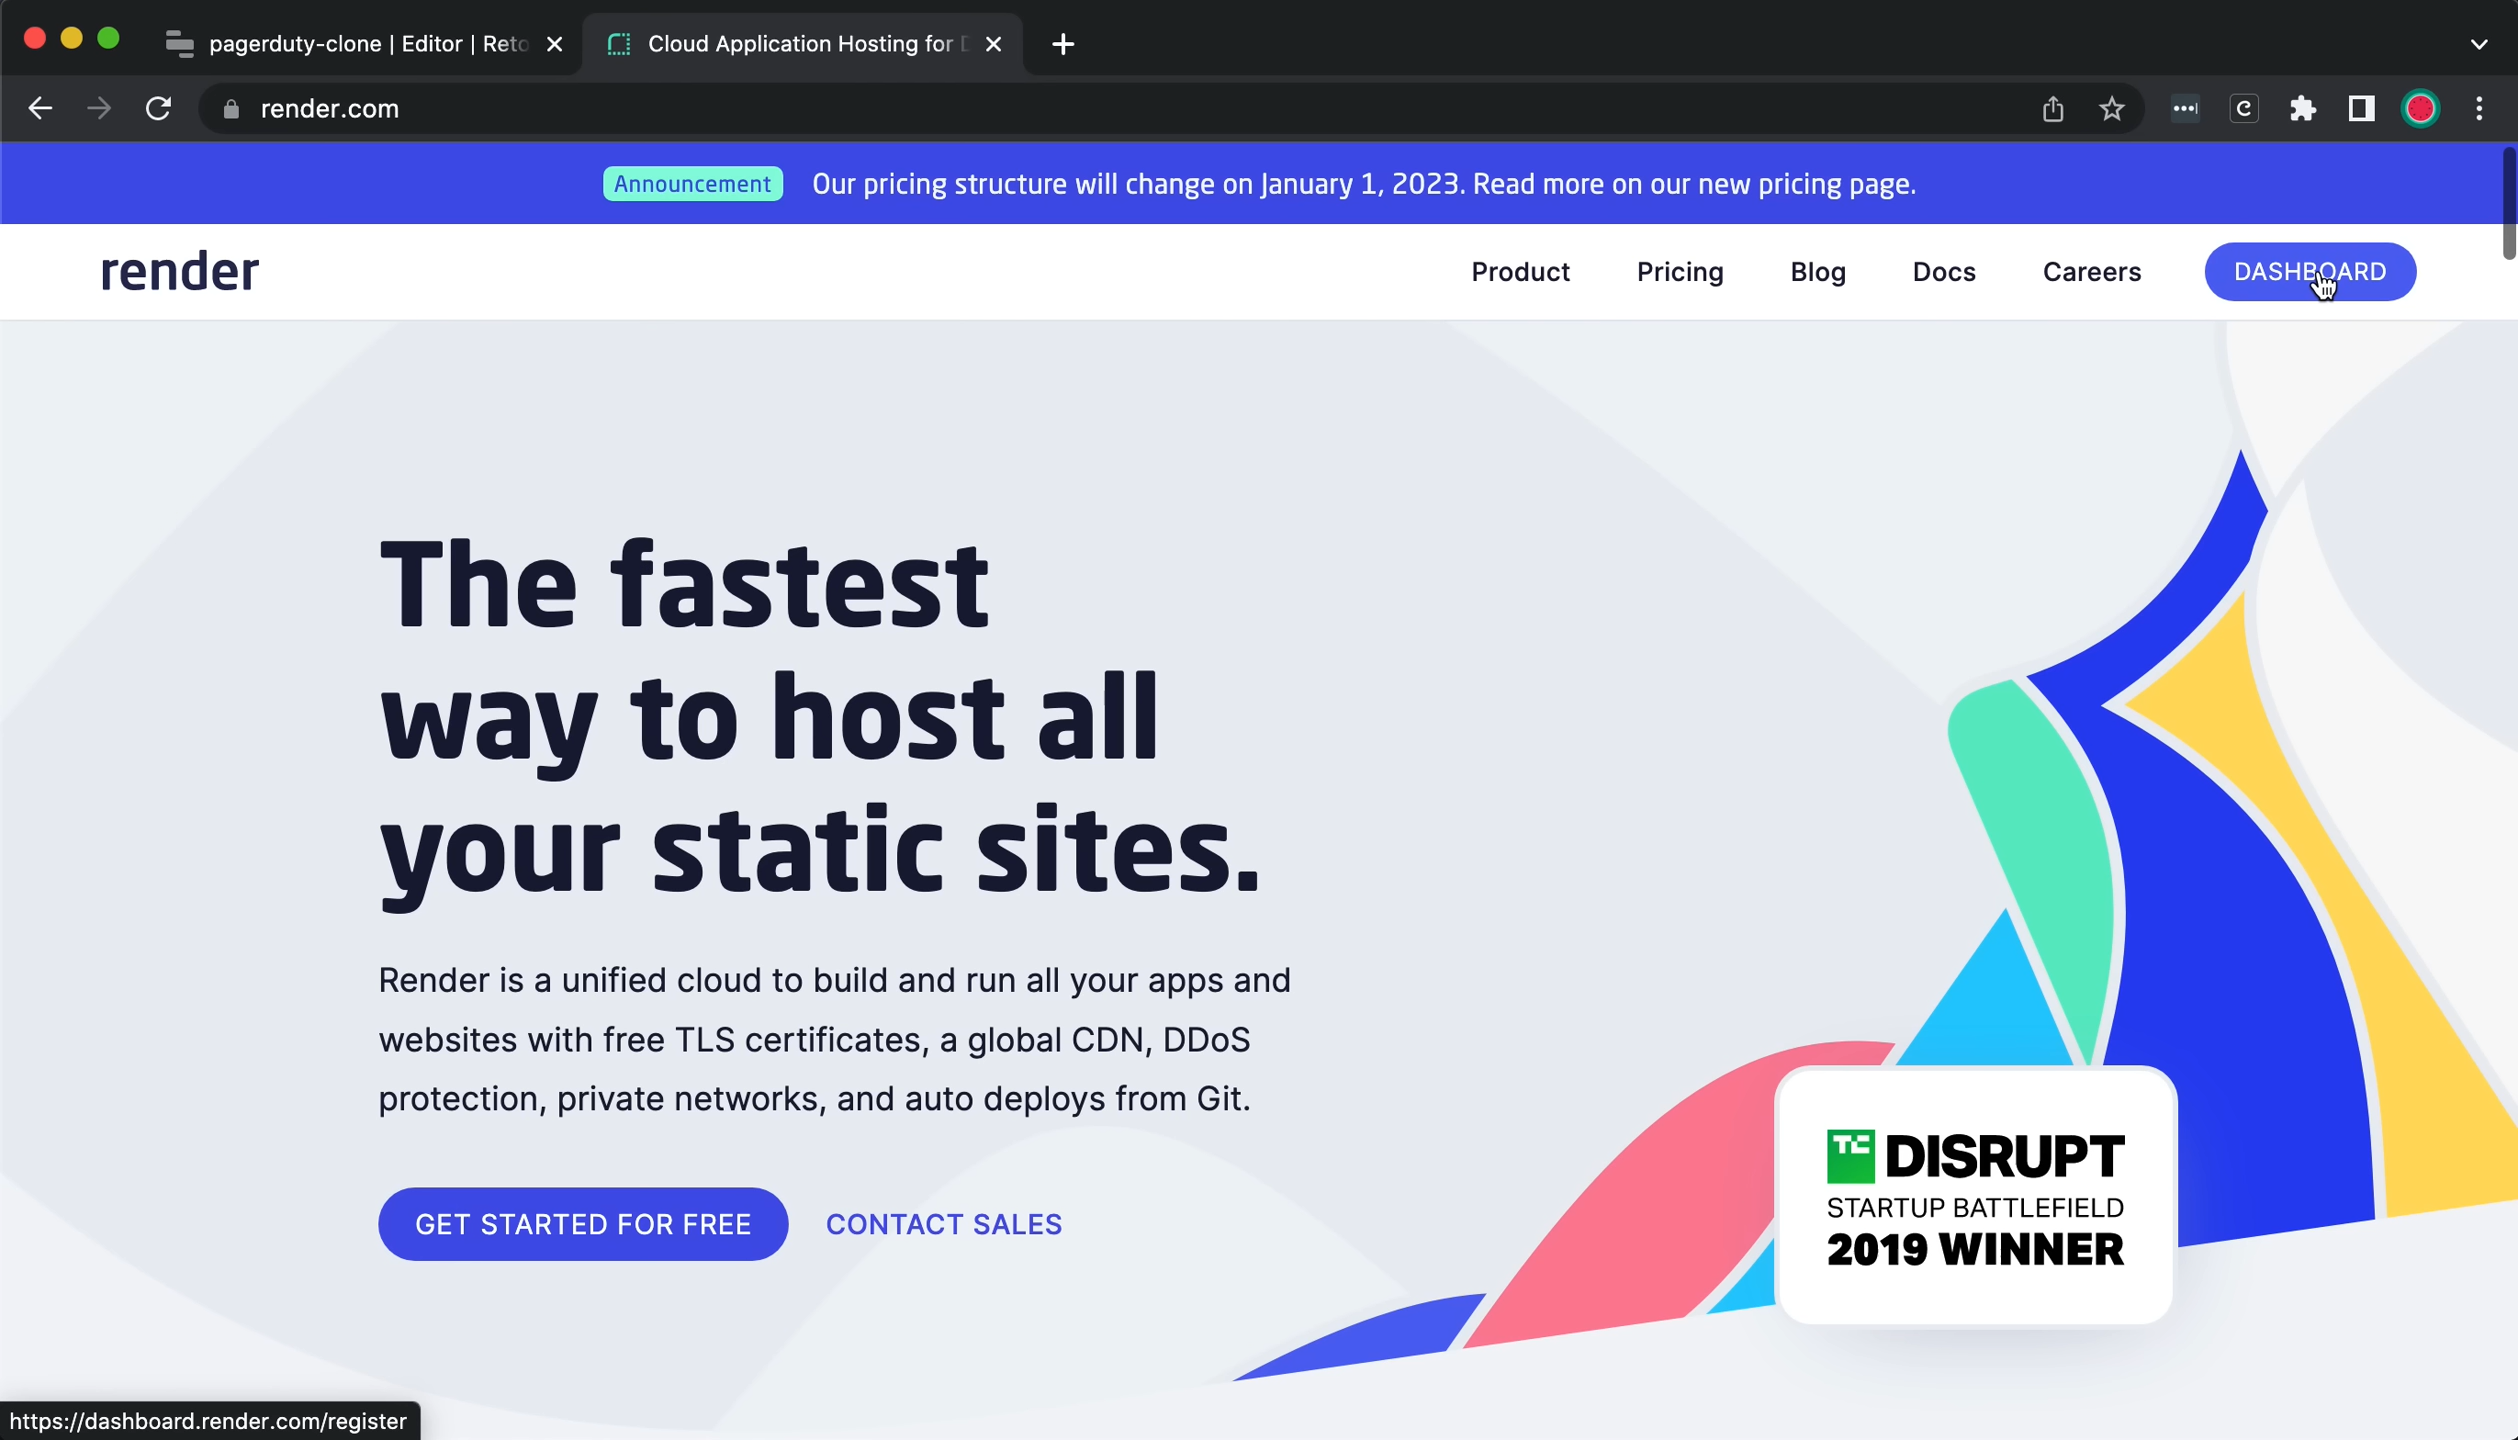 pagerduty-clone | Editor | Reto
Cloud Application Hosting for
render.com
Announcement Our pricing structure will change on January 1, 2023. Read more on our new pricing page.
render
Product Pricing Blog Docs Careers DASHBOARD
The fastest
way to host all
your static sites.
Render is a unified cloud to build and run all your apps and
websites with free TLS certificates, a global CDN, DDoS
protection, private networks, and auto deploys from Git.
GET STARTED FOR FREE CONTACT SALES
TC DISRUPT
STARTUP BATTLEFIELD
2019 WINNER
https://dashboard.render.com/register